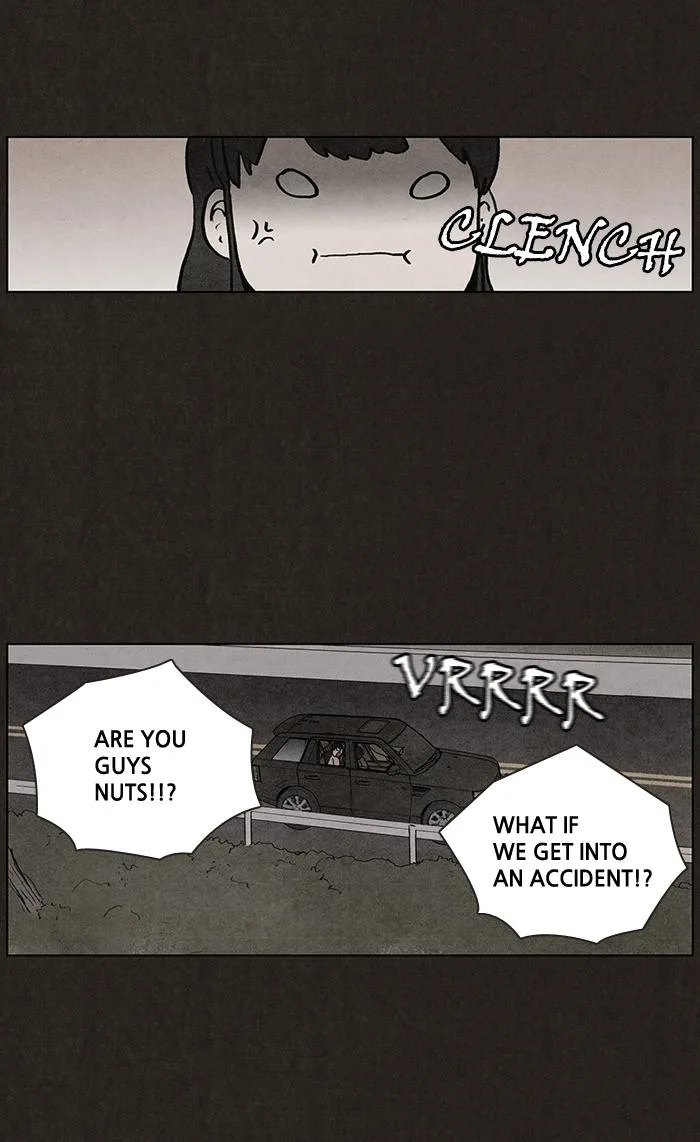 CLENCH
VRRRR
ARE YOU
GUYS
NUTS!!?
WHAT IF
WE GET INTO
AN ACCIDENT!?